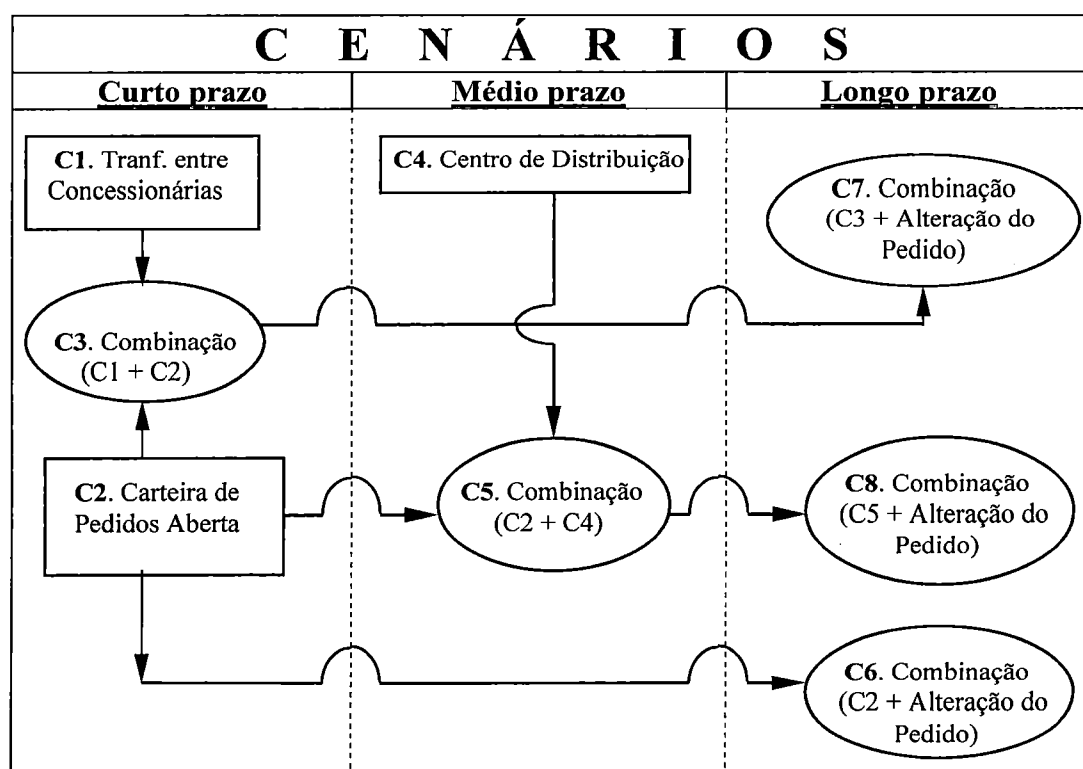 C E N Á R I O S
Curto prazo
Médio prazo
Longo prazo
C1. Tranf. entre
Concessionárias
C4. Centro de Distribuição
C7. Combinação
(C3 + Alteração do
Pedido)
C3. Combinação
(C1 + C2)
C2. Carteira de
Pedidos Aberta
C5. Combinação
(C2 + C4)
C8. Combinação
(C5 + Alteração do
Pedido)
C6. Combinação
(C2 + Alteração do
Pedido)